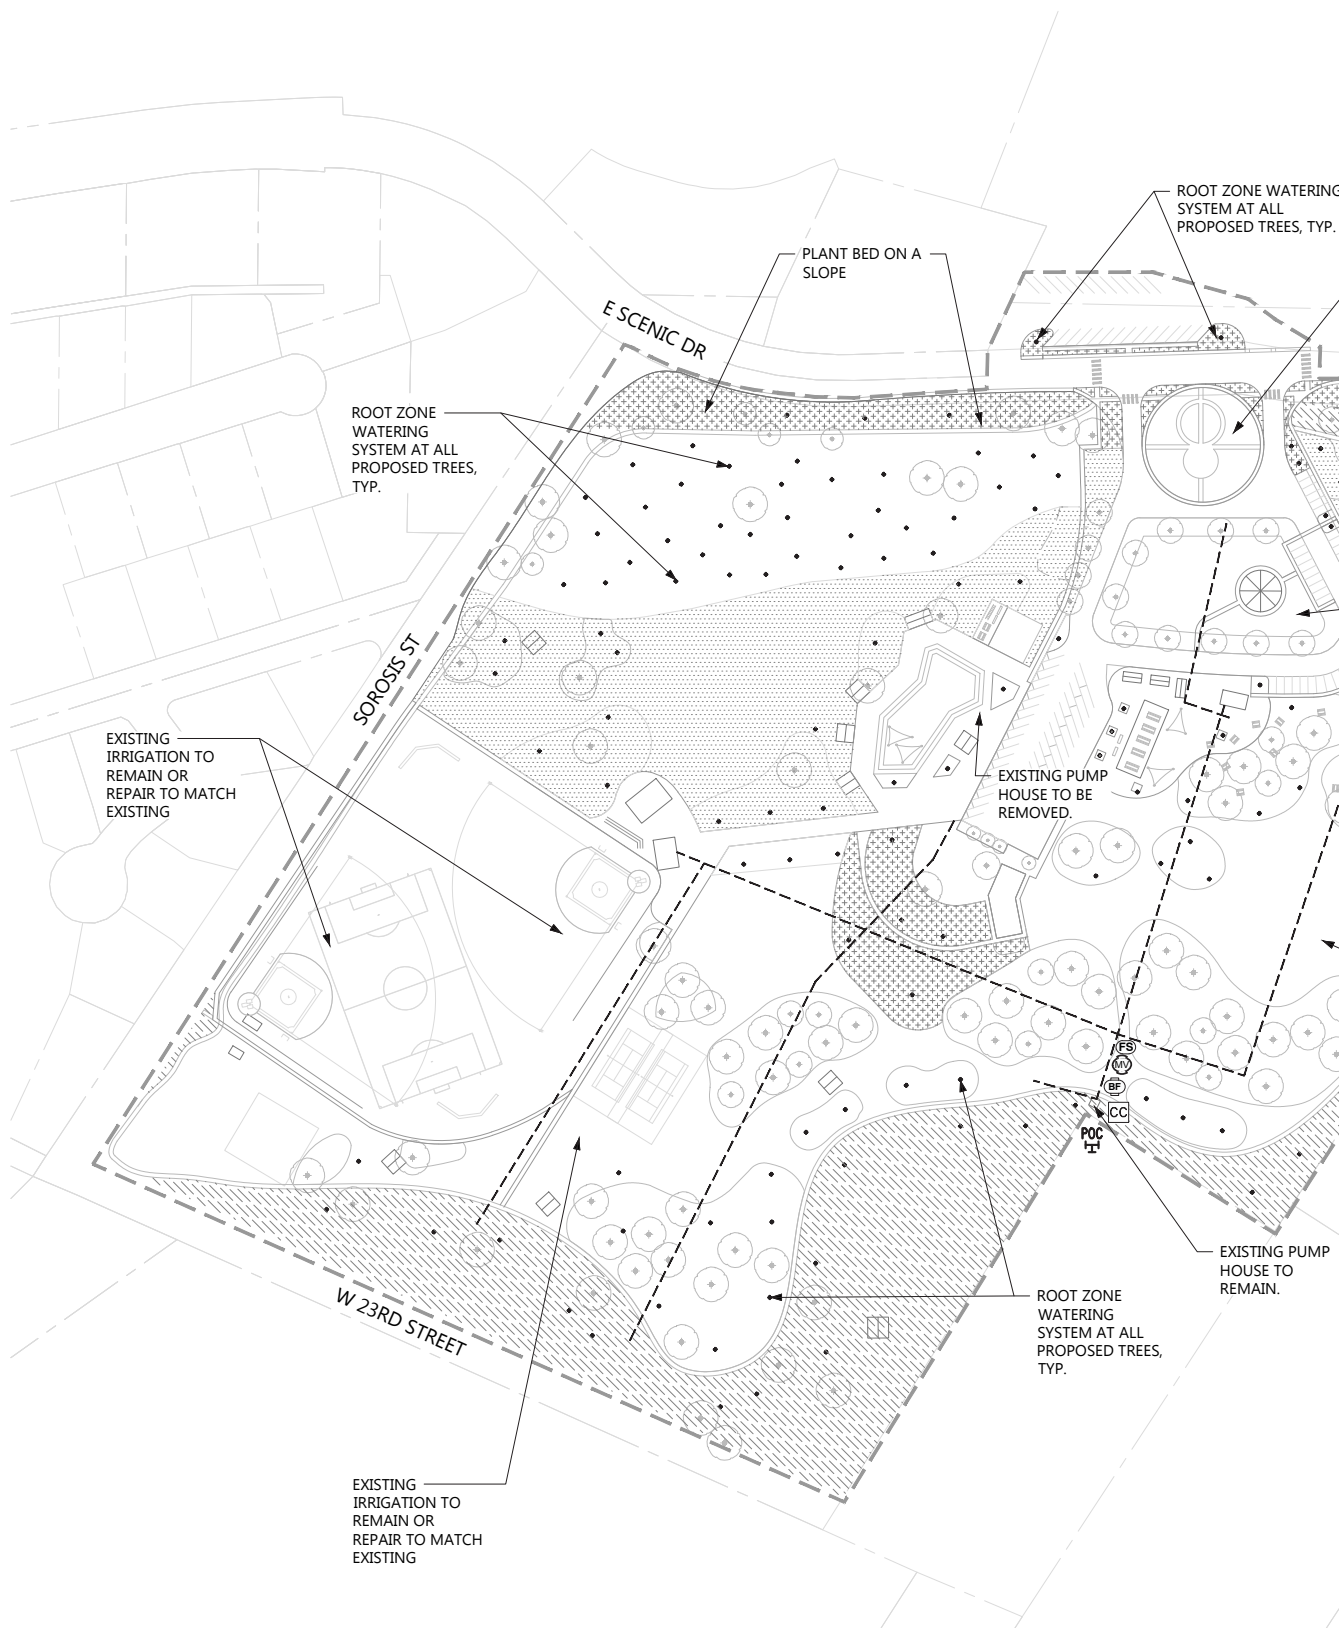 ROOT ZONE WATERING
SYSTEM AT ALL
PROPOSED TREES, TYP.
PLANT BED ON A
SLOPE
E SCENIC DR
ROOT ZONE
WATERING
SYSTEM AT ALL
PROPOSED TREES,
TYP.
SOROSIS ST
EXISTING
IRRIGATION TO
REMAIN OR
REPAIR TO MATCH
EXISTING
EXISTING PUMP
HOUSE TO BE
REMOVED.
FS
MV
BF
CC
POC
EXISTING PUMP
HOUSE TO
REMAIN.
W 23RD STREET
ROOT ZONE
WATERING
SYSTEM AT ALL
PROPOSED TREES,
TYP.
EXISTING
IRRIGATION TO
REMAIN OR
REPAIR TO MATCH
EXISTING